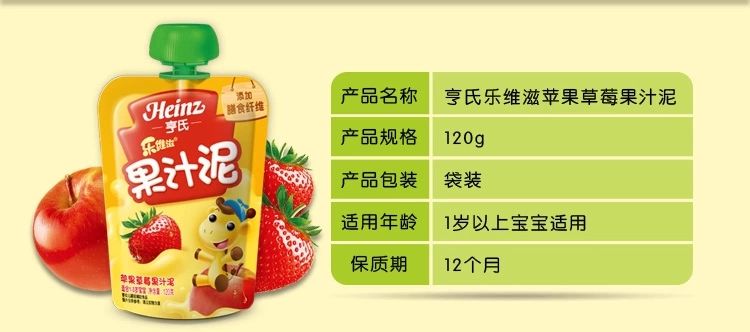 添加
膳食纤维
Heinz
亨氏
乐维滋
果汁泥
苹果草莓果汁泥
产品名称 亨氏乐维滋苹果草莓果汁泥
产品规格 120g
产品包装 袋装
适用年龄 1岁以上宝宝适用
保质期 12个月